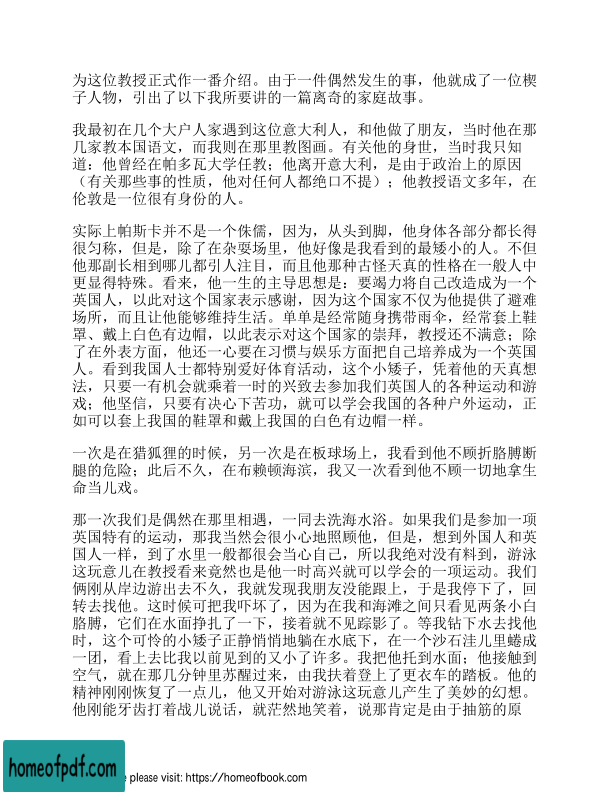 为这位教授正式作一番介绍。由于一件偶然发生的事，他就成了一位楔
子人物，引出了以下我所要讲的一篇离奇的家庭故事。
我最初在几个大户人家遇到这位意大利人，和他做了朋友，当时他在那
几家教本国语文，而我则在那里教图画。有关他的身世，当时我只知
道：他曾经在帕多瓦大学任教；他离开意大利，是由于政治上的原因
（有关那些事的性质，他对任何人都绝口不提）；他教授语文多年，在
伦敦是一位很有身份的人。
实际上帕斯卡并不是一个侏儒，因为，从头到脚，他身体各部分都长得
很匀称，但是，除了在杂耍场里，他好像是我看到的最矮小的人。不但
他那副长相到哪儿都引人注目，而且他那种古怪天真的性格在一般人中
更显得特殊。看来，他一生的主导思想是：要竭力将自己改造成为一个
英国人，以此对这个国家表示感谢，因为这个国家不仅为他提供了避难
场所，而且让他能够维持生活。单单是经常随身携带雨伞，经常套上鞋
罩、戴上白色有边帽，以此表示对这个国家的崇拜，教授还不满意；除
了在外表方面，他还一心要在习惯与娱乐方面把自己培养成为一个英国
人。看到我国人士都特别爱好体育活动，这个小矮子，凭着他的天真想
法，只要一有机会就乘着一时的兴致去参加我们英国人的各种运动和游
戏；他坚信，只要有决心下苦功，就可以学会我国的各种户外运动，正
如可以套上我国的鞋罩和戴上我国的白色有边帽一样。
一次是在猎狐狸的时候，另一次是在板球场上，我看到他不顾折胳膊断
腿的危险；此后不久，在布赖顿海滨，我又一次看到他不顾一切地拿生
命当儿戏。
那一次我们是偶然在那里相遇，一同去洗海水浴。如果我们是参加一项
英国特有的运动，那我当然会很小心地照顾他，但是，想到外国人和英
国人一样，到了水里一般都很会当心自己，所以我绝对没有料到，游泳
这玩意儿在教授看来竟然也是他一时高兴就可以学会的一项运动。我们
俩刚从岸边游出去不久，我就发现我朋友没能跟上，于是我停下了，回
转去找他。这时候可把我吓坏了，因为在我和海滩之间只看见两条小白
胳膊，它们在水面挣扎了一下，接着就不见踪影了。等我钻下水去找他
时，这个可怜的小矮子正静悄悄地躺在水底下，在一个沙石洼儿里蜷成
一团，看上去比我以前见到的又小了许多。我把他托到水面；他接触到
空气，就在那几分钟里苏醒过来，由我扶着登上了更衣车的踏板。他的
精神刚刚恢复了一点儿，他又开始对游泳这玩意儿产生了美妙的幻想。
他刚能牙齿打着战儿说话，就茫然地笑着，说那肯定是由于抽筋的原
homeofpdf.com
e please visit: https://homeofbook.com